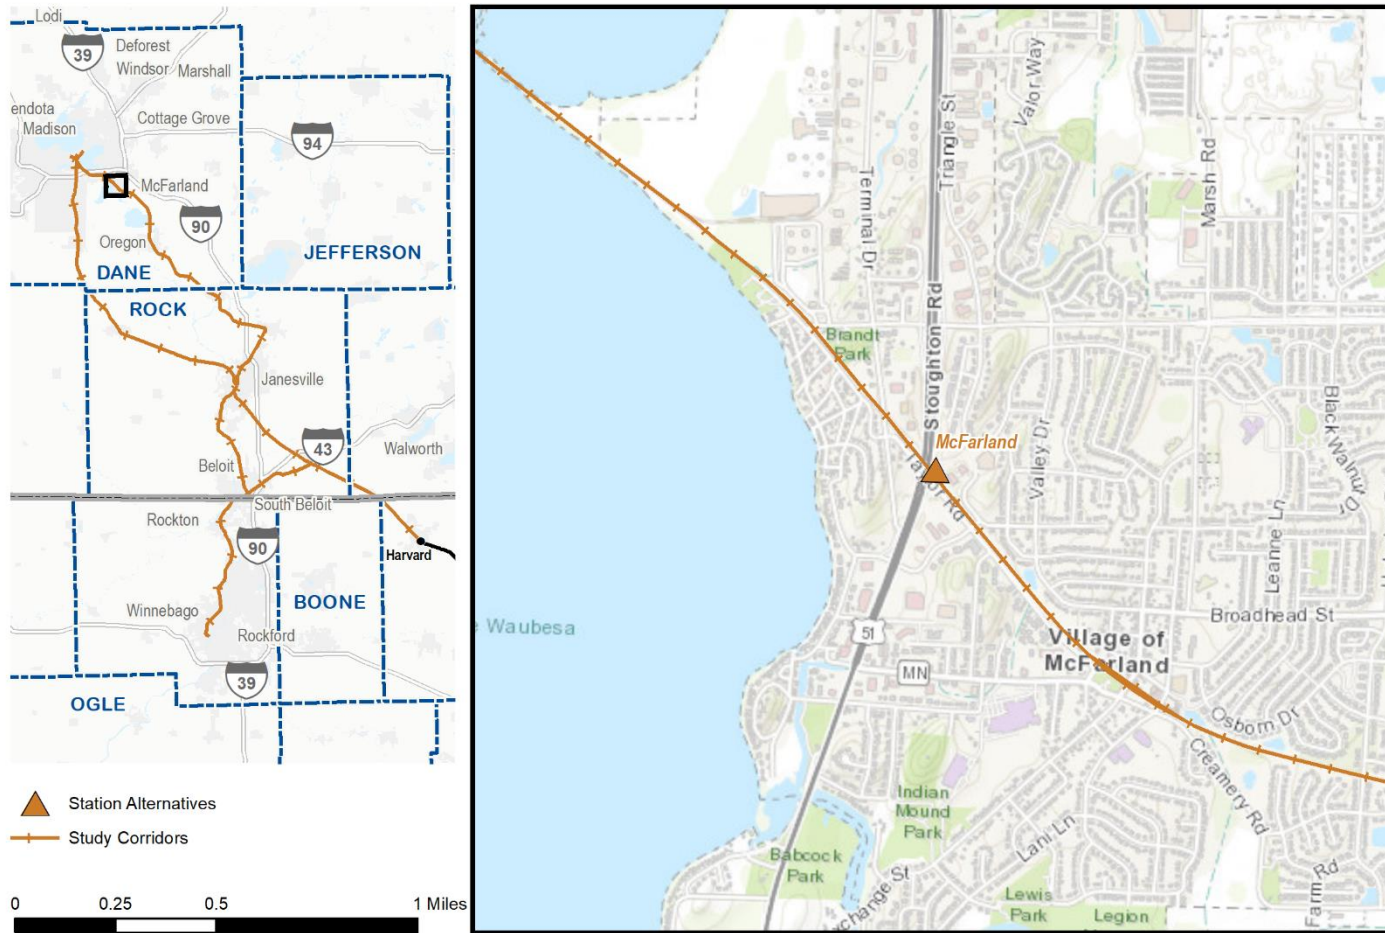 Lodi
39
Deforest
Windsor
Marshall
endota
Madison
Cottage Grove
94
McFarland
90
Oregon
JEFFERSON
DANE
ROCK
Janesville
43
Walworth
Beloit
South Beloit
Rockton
90
Harvard
BOONE
Winnebago
Rockford
39
OGLE
Station Alternatives
Study Corridors
0
0.25
0.5
1 Miles
Valor Way
Triangle St
Marsh Rd
Terminal Dr
Stoughton Rd
Brandt
Park
McFarland
Taylor Rd
Valley Dr
Black Walnut Dr
Leanne Ln
Broadhead St
e Waubesa
51
Village of
McFarland
MN
Osborn Dr
Creamery Rd
Indian
Mound
Park
Lani Ln
Babcock
Park
xchange St
Lewis
Park
Legion
Farm Rd